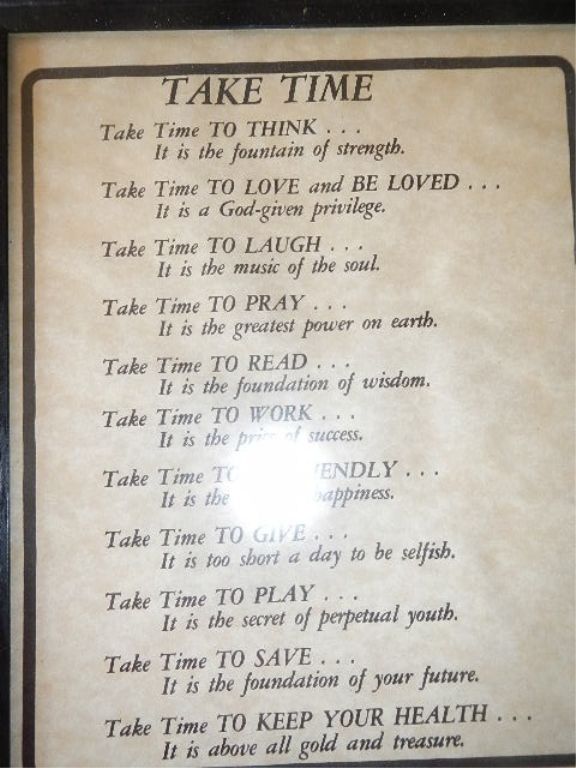 TAKE TIME
Take Time TO THINK . . .
It is the fountain of strength.
Take Time TO LOVE and BE LOVED . . .
It is a God-given privilege.
Take Time TO LAUGH . . .
It is the music of the soul.
Take Time TO PRAY . . .
It is the greatest power on earth.
Take Time TO READ . . .
It is the foundation of wisdom.
Take Time TO WORK . . .
It is the price of success.
Take Time TO ENDLY . . .
It is the happiness.
Take Time TO GIVE . . .
It is too short a day to be selfish.
Take Time TO PLAY . . .
It is the secret of perpetual youth.
Take Time TO SAVE . . .
It is the foundation of your future.
Take Time TO KEEP YOUR HEALTH . . .
It is above all gold and treasure.